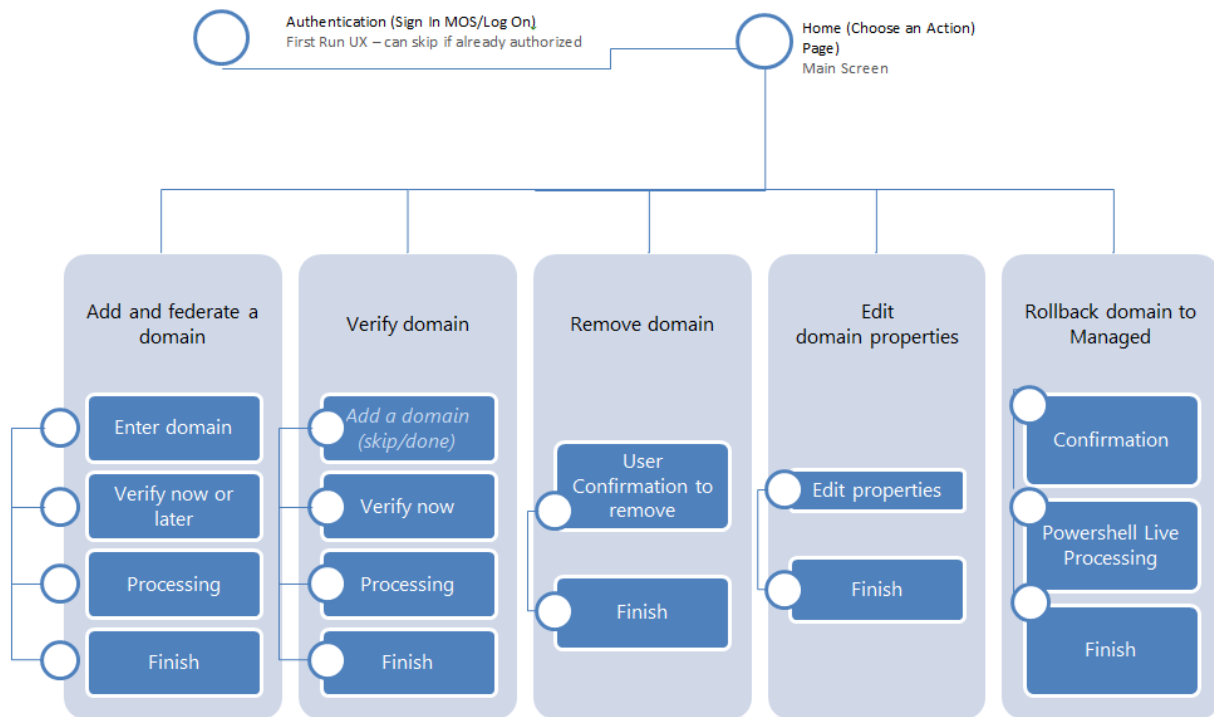 Authentication (Sign In MOS/Log On)
First Run UX – can skip if already authorized
Home (Choose an Action)
Page)
Main Screen
Add and federate a
domain
Enter domain
Verify now or
later
Processing
Finish
Verify domain
Add a domain
(skip/done)
Verify now
Processing
Finish
Remove domain
User
Confirmation to
remove
Finish
Edit
domain properties
Edit properties
Finish
Rollback domain to
Managed
Confirmation
Powershell Live
Processing
Finish